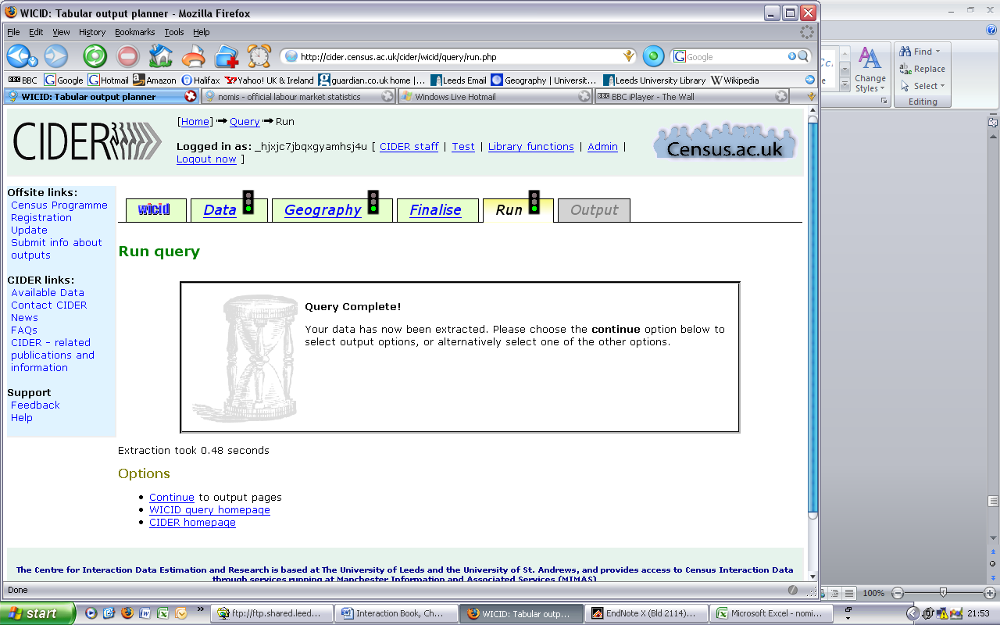 WICID: Tabular output planner - Mozilla Firefox
File Edit View History Bookmarks Tools Help
http://cider.census.ac.uk/cider/wicid/query/run.php
Google
BBC Google Hotmail Amazon Halifax Yahoo! UK & Ireland guardian.co.uk home |... Leeds Email Geography | Universit... Leeds University Library Wikipedia
WICID: Tabular output planner
nomis - official labour market statistics
Windows Live Hotmail
BBC iPlayer - The Wall
Change Styles
Find
Replace
Select
Editing
CIDER
[Home] Query Run
Logged in as: _hjxjc7jbqxgyamhsj4u [ CIDER staff | Test | Library functions | Admin |
Logout now ]
Census.ac.uk
Offsite links:
Census Programme
Registration
Update
Submit info about
outputs
CIDER links:
Available Data
Contact CIDER
News
FAQs
CIDER - related
publications and
information
Support
Feedback
Help
wicid Data Geography Finalise Run Output
Run query
Query Complete!
Your data has now been extracted. Please choose the continue option below to
select output options, or alternatively select one of the other options.
Extraction took 0.48 seconds
Options
Continue to output pages
WICID query homepage
CIDER homepage
The Centre for Interaction Data Estimation and Research is based at The University of Leeds and the University of St. Andrews, and provides access to Census Interaction Data
through services running at Manchester Information and Associated Services (MIMAS)
Done
100%
start
ftp://ftp.shared.leed...
Interaction Book, Ch...
WICID: Tabular outp...
EndNote X (Bld 2114)...
Microsoft Excel - nomi...
21:53